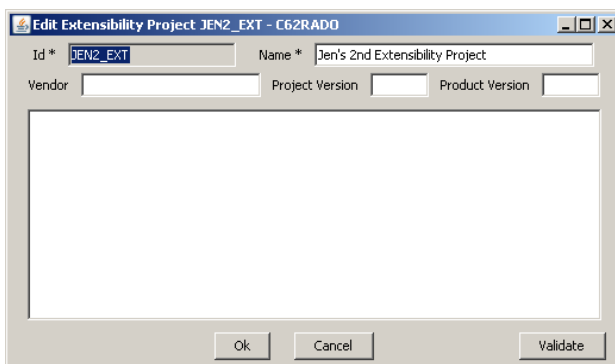 Edit Extensibility Project JEN2_EXT - C62RADO
Id * JEN2_EXT Name * Jen's 2nd Extensibility Project
Vendor Project Version Product Version
Ok Cancel Validate